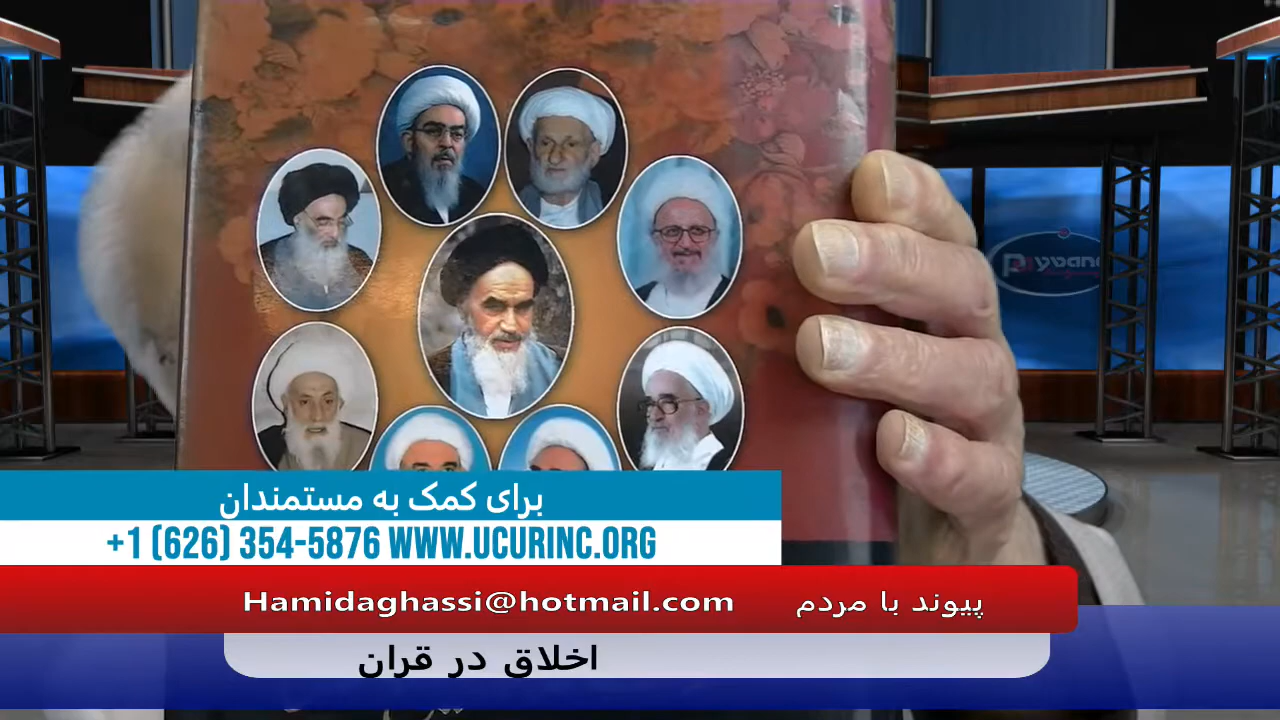 Payvand
برای کمک به مستمندان
+1 (626) 354-5876 WWW.UCURINC.ORG
Hamidaghassi@hotmail.com پیوند با مردم
اخلاق در قران